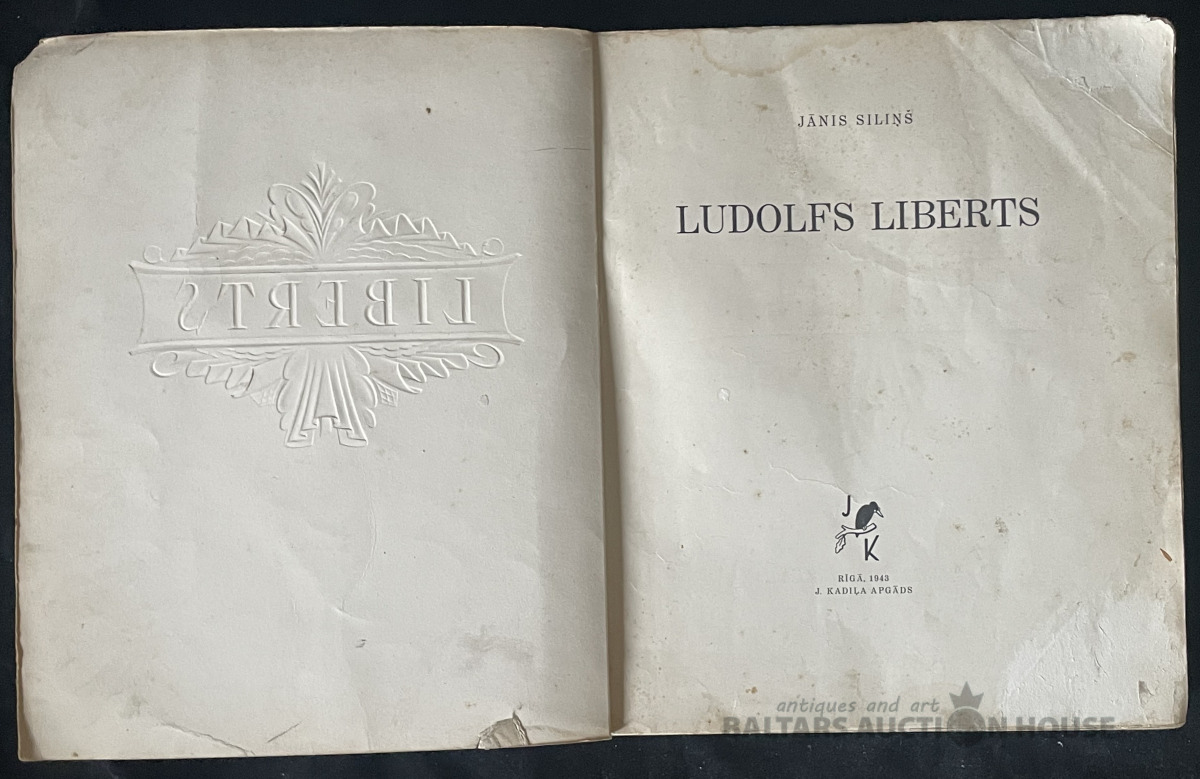 LIBERTS
JĀNIS SILIŅŠ
LUDOLFS LIBERTS
J
K
RĪGĀ, 1943
J. KADIĻA APGĀDS
antiques and art
BALTARS AUCTION HOUSE